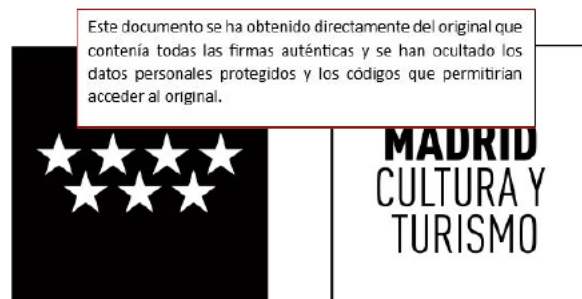 Este documento se ha obtenido directamente del original que
contenía todas las firmas auténticas y se han ocultado los
datos personales protegidos y los códigos que permitirían
acceder al original.
MADRID
CULTURA Y
TURISMO